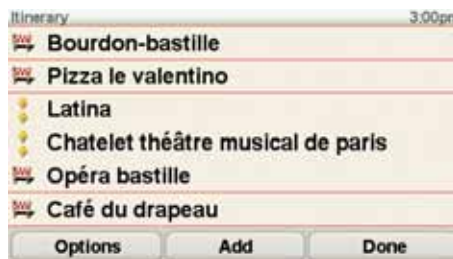 Itinerary 3:00pm
Bourdon-bastille
Pizza le valentino
Latina
Chatelet théâtre musical de paris
Opéra bastille
Café du drapeau
Options Add Done